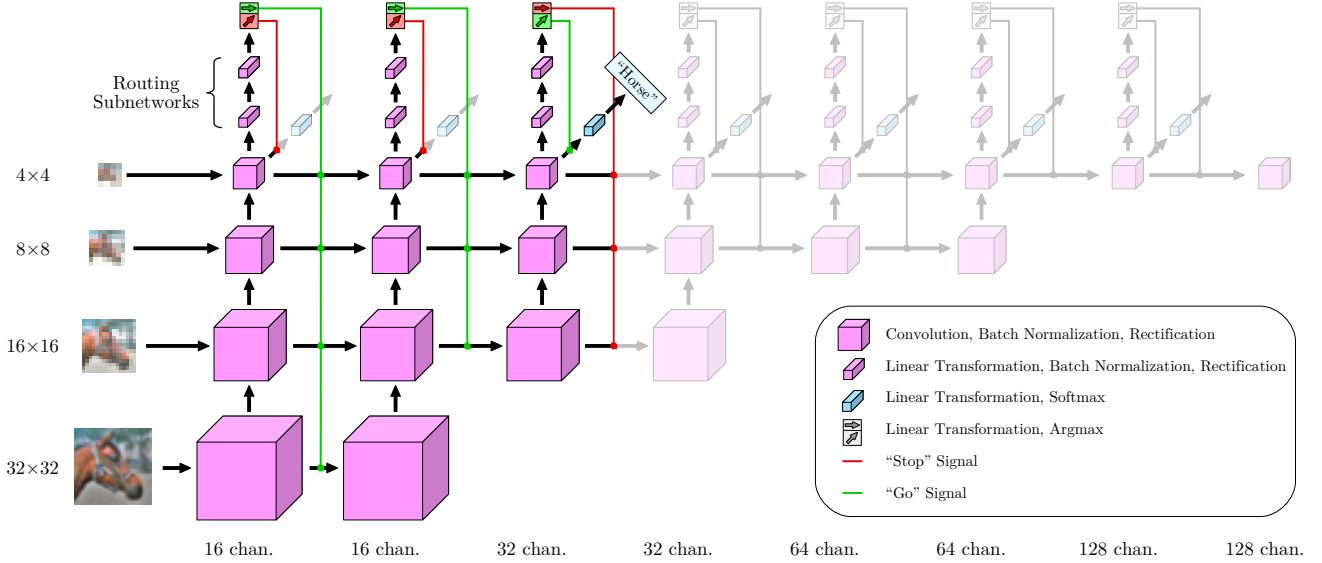 "Horse"
Routing
Subnetworks
4×4
8×8
16×16
32×32
Convolution, Batch Normalization, Rectification
Linear Transformation, Batch Normalization, Rectification
Linear Transformation, Softmax
Linear Transformation, Argmax
“Stop” Signal
“Go” Signal
16 chan.
16 chan.
32 chan.
32 chan.
64 chan.
64 chan.
128 chan.
128 chan.